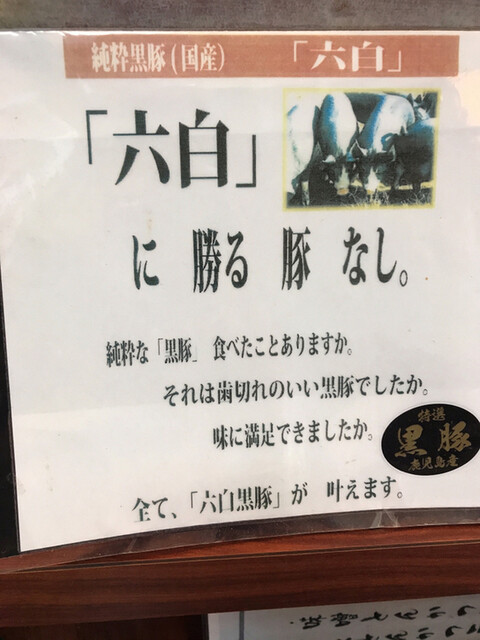 純粋黒豚(国産) 「六白」
「六白」
に 勝る 豚 なし。
純粋な「黒豚」 食べたことありますか。
それは歯切れのいい黒豚でしたか。
味に満足できましたか。
特選
黒豚
鹿児島産
全て、「六白黒豚」が 叶えます。